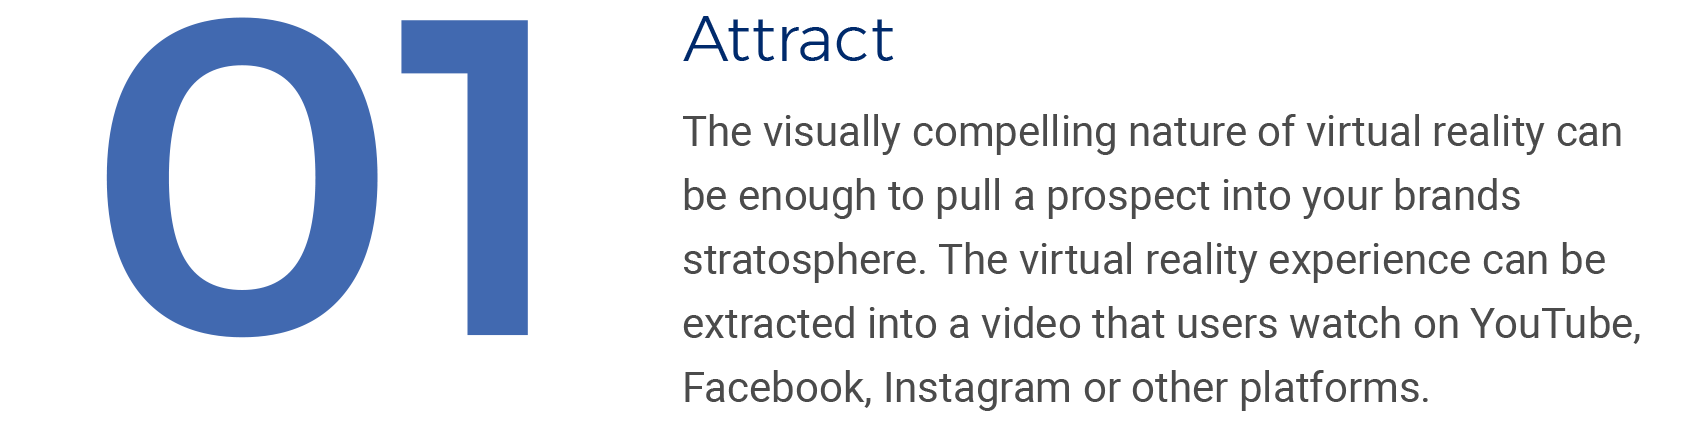 01
Attract
The visually compelling nature of virtual reality can
be enough to pull a prospect into your brands
stratosphere. The virtual reality experience can be
extracted into a video that users watch on YouTube,
Facebook, Instagram or other platforms.